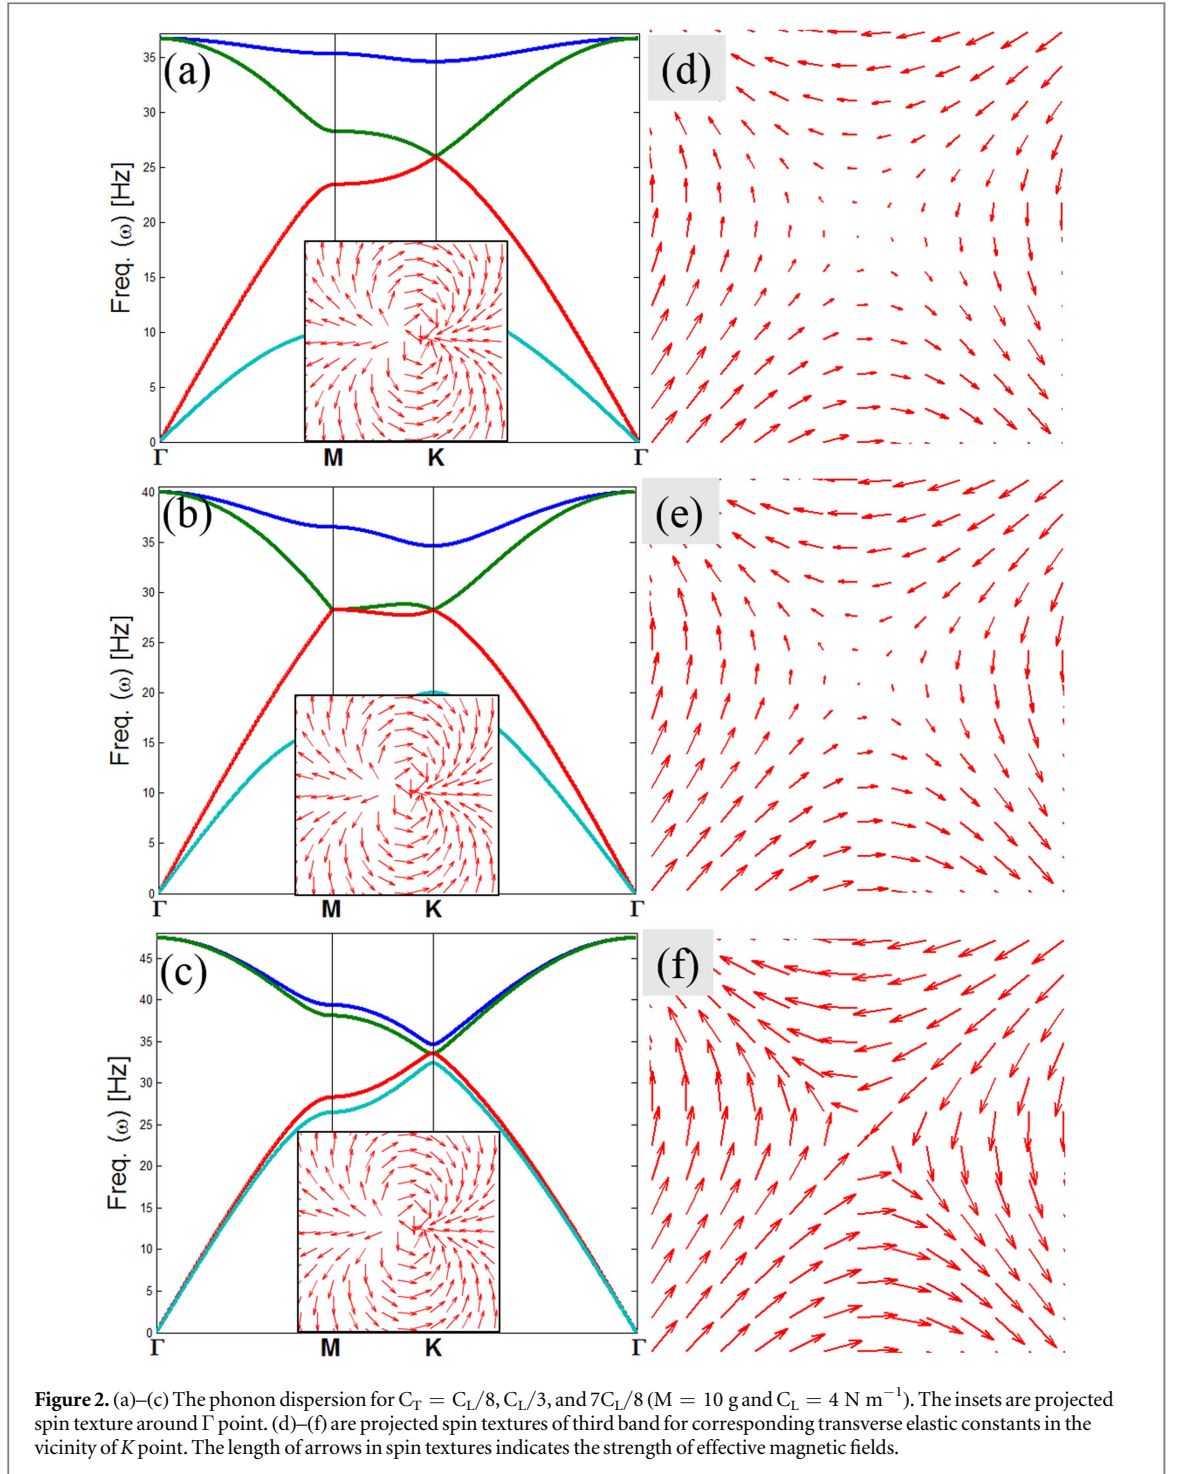 (a)
Freq. (ω) [Hz]
35
30
25
20
15
10
5
0
Γ M K Γ
(d)
(b)
Freq. (ω) [Hz]
40
35
30
25
20
15
10
5
0
Γ M K Γ
(e)
(c)
Freq. (ω) [Hz]
45
40
35
30
25
20
15
10
5
0
Γ M K Γ
(f)
Figure 2. (a)–(c) The phonon dispersion for C_T = C_L/8, C_L/3, and 7C_L/8 (M = 10 g and C_L = 4 N m⁻¹). The insets are projected
spin texture around Γ point. (d)–(f) are projected spin textures of third band for corresponding transverse elastic constants in the
vicinity of K point. The length of arrows in spin textures indicates the strength of effective magnetic fields.